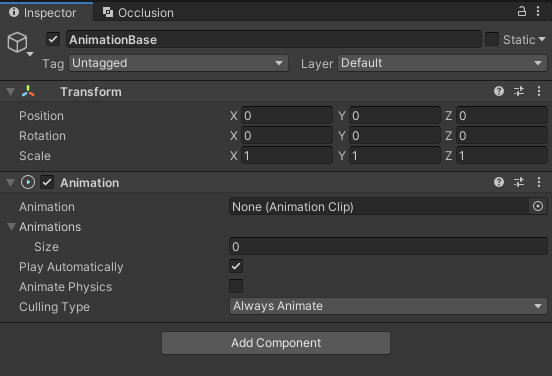 Inspector Occlusion
AnimationBase Static
Tag Untagged Layer Default
Transform
Position X 0 Y 0 Z 0
Rotation X 0 Y 0 Z 0
Scale X 1 Y 1 Z 1
Animation
Animation None (Animation Clip)
Animations
Size 0
Play Automatically
Animate Physics
Culling Type Always Animate
Add Component